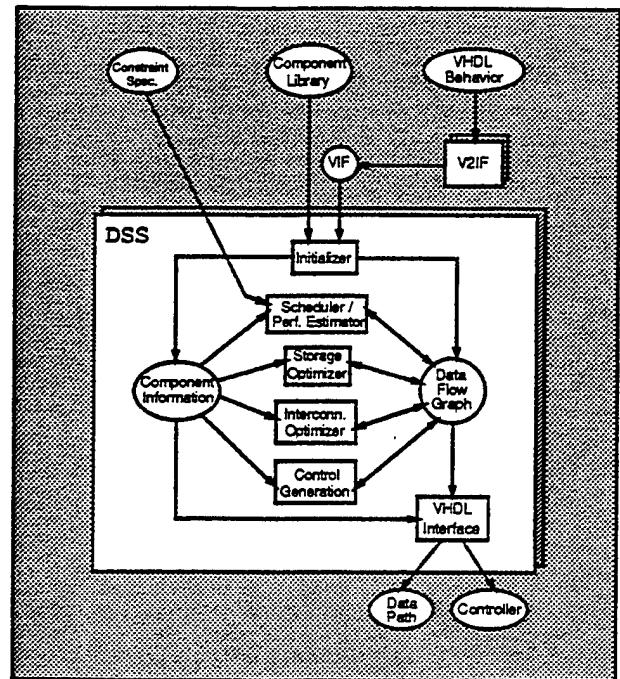 Constraint
Spec.
Component
Library
VHDL
Behavior
VIF
V2IF
DSS
Initializer
Scheduler /
Perf. Estimator
Storage
Optimizer
Component
Information
Data
Flow
Graph
Interconn.
Optimizer
Control
Generation
VHDL
Interface
Data
Path
Controller